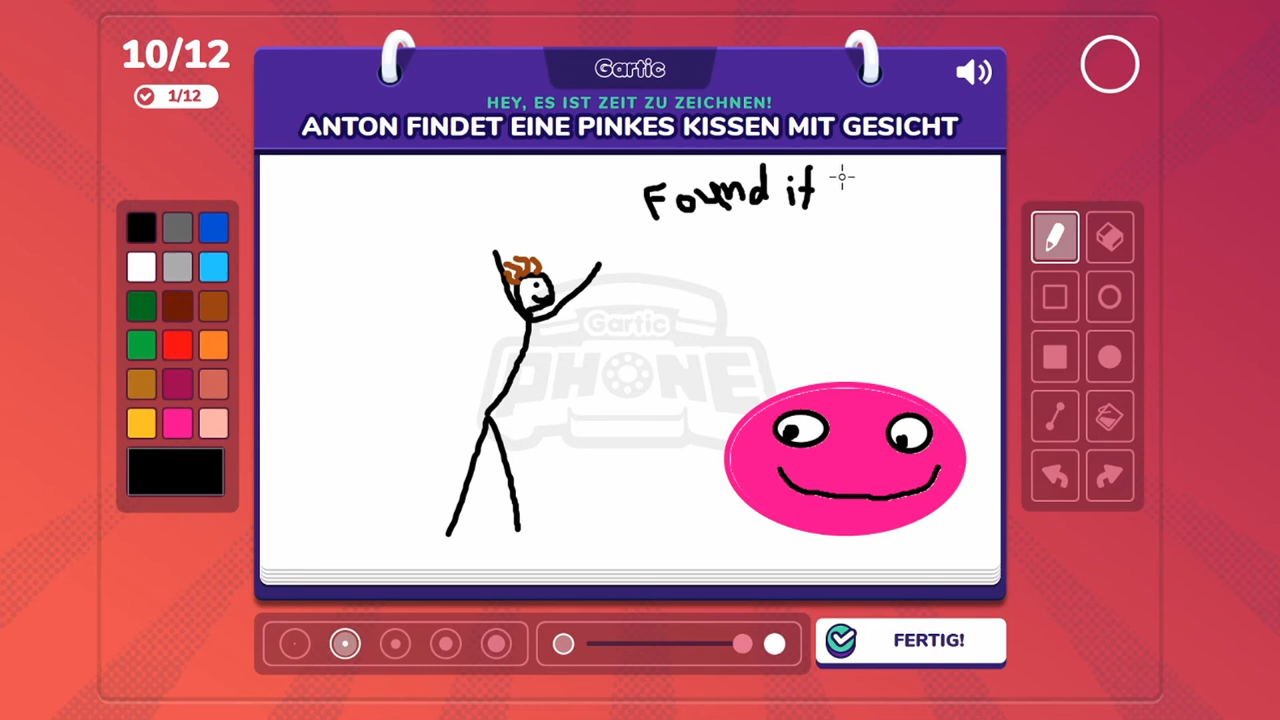 10/12
1/12
Gartic
HEY, ES IST ZEIT ZU ZEICHNEN!
ANTON FINDET EINE PINKES KISSEN MIT GESICHT
Found it
Gartic
PHONE
FERTIG!